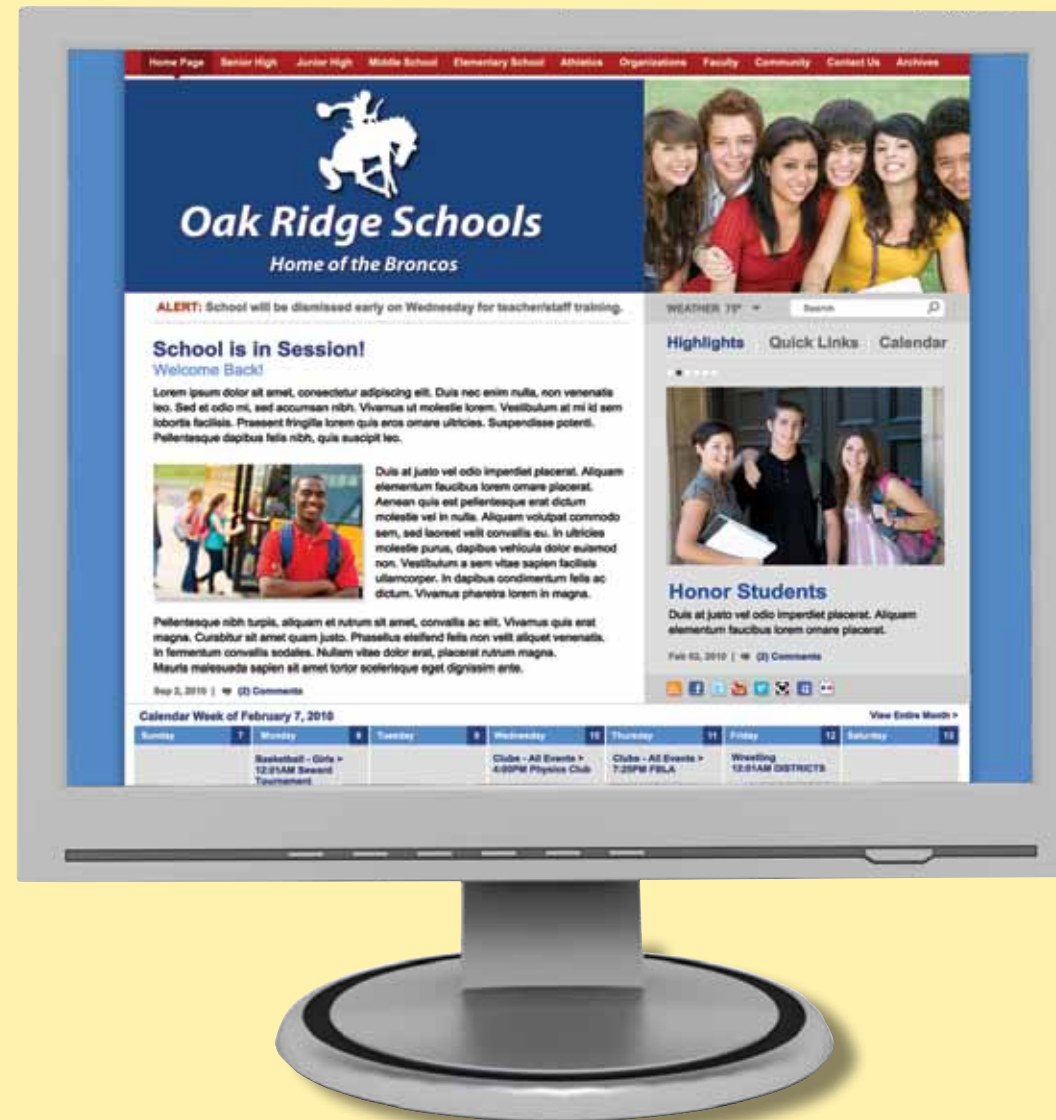 Home Page Senior High Junior High Middle School Elementary School Athletics Organizations Faculty Community Contact Us Archives
Oak Ridge Schools
Home of the Broncos
ALERT: School will be dismissed early on Wednesday for teacher/staff training.
School is in Session!
Welcome Back!
Lorem ipsum dolor sit amet, consectetur adipiscing elit. Duis nec enim nulla, non venenatis
leo. Sed et odio mi, sed accumsan nibh. Vivamus ut molestie lorem. Vestibulum at mi id sem
lobortis facilisis. Praesent fringilla lorem quis eros ornare ultricies. Suspendisse potenti.
Pellentesque dapibus felis nibh, quis suscipit leo.
Duis at justo vel odio imperdiet placerat. Aliquam
elementum faucibus lorem ornare placerat.
Aenean quis est pellentesque erat dictum
molestie vel in nulla. Aliquam volutpat commodo
sem, sed laoreet velit convallis eu. In ultricies
molestie purus, dapibus vehicula dolor euismod
non. Vestibulum a sem vitae sapien facilisis
ullamcorper. In dapibus condimentum felis ac
dictum. Vivamus pharetra lorem in magna.
Pellentesque nibh turpis, aliquam et rutrum sit amet, convallis ac elit. Vivamus quis erat
magna. Curabitur sit amet quam justo. Phasellus eleifend felis non velit aliquet venenatis.
In fermentum convallis sodales. Nullam vitae dolor erat, placerat rutrum magna.
Mauris malesuada sapien sit amet tortor scelerisque eget dignissim ante.
Sep 2, 2010 | (2) Comments
WEATHER 78° Search
Highlights Quick Links Calendar
Honor Students
Duis at justo vel odio imperdiet placerat. Aliquam
elementum faucibus lorem ornare placerat.
Feb 02, 2010 | (2) Comments
Calendar Week of February 7, 2010 View Entire Month >
Sunday 7 Monday 8 Tuesday 9 Wednesday 10 Thursday 11 Friday 12 Saturday 13
Basketball - Girls >
12:01AM Seward
Tournament
Clubs - All Events >
4:00PM Physics Club
Clubs - All Events >
7:25PM FBLA
Wrestling
12:01AM DISTRICTS